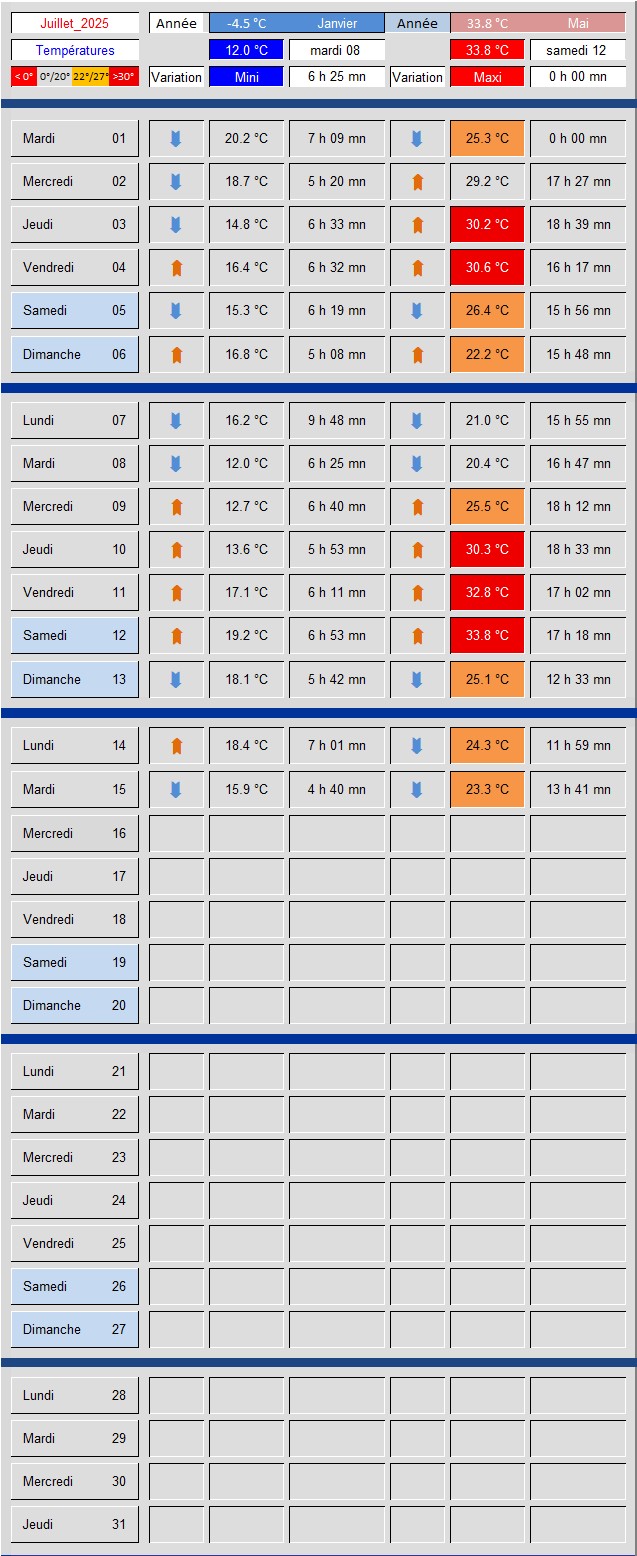 Juillet_2025 Année -4.5 °C Janvier Année 33.8 °C Mai
Températures 12.0 °C mardi 08 33.8 °C samedi 12
< 0° 0°/20° 22°/27° >30° Variation Mini 6 h 25 mn Variation Maxi 0 h 00 mn
Mardi 01 20.2 °C 7 h 09 mn 25.3 °C 0 h 00 mn
Mercredi 02 18.7 °C 5 h 20 mn 29.2 °C 17 h 27 mn
Jeudi 03 14.8 °C 6 h 33 mn 30.2 °C 18 h 39 mn
Vendredi 04 16.4 °C 6 h 32 mn 30.6 °C 16 h 17 mn
Samedi 05 15.3 °C 6 h 19 mn 26.4 °C 15 h 56 mn
Dimanche 06 16.8 °C 5 h 08 mn 22.2 °C 15 h 48 mn
Lundi 07 16.2 °C 9 h 48 mn 21.0 °C 15 h 55 mn
Mardi 08 12.0 °C 6 h 25 mn 20.4 °C 16 h 47 mn
Mercredi 09 12.7 °C 6 h 40 mn 25.5 °C 18 h 12 mn
Jeudi 10 13.6 °C 5 h 53 mn 30.3 °C 18 h 33 mn
Vendredi 11 17.1 °C 6 h 11 mn 32.8 °C 17 h 02 mn
Samedi 12 19.2 °C 6 h 53 mn 33.8 °C 17 h 18 mn
Dimanche 13 18.1 °C 5 h 42 mn 25.1 °C 12 h 33 mn
Lundi 14 18.4 °C 7 h 01 mn 24.3 °C 11 h 59 mn
Mardi 15 15.9 °C 4 h 40 mn 23.3 °C 13 h 41 mn
Mercredi 16
Jeudi 17
Vendredi 18
Samedi 19
Dimanche 20
Lundi 21
Mardi 22
Mercredi 23
Jeudi 24
Vendredi 25
Samedi 26
Dimanche 27
Lundi 28
Mardi 29
Mercredi 30
Jeudi 31